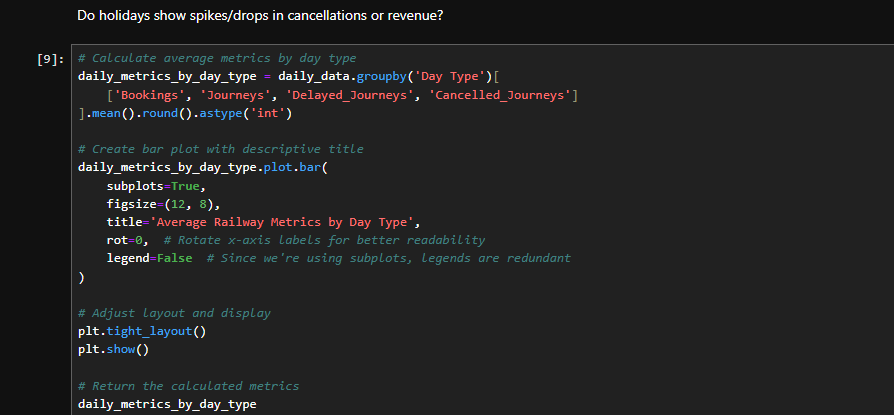 Do holidays show spikes/drops in cancellations or revenue?
[9]: # Calculate average metrics by day type
daily_metrics_by_day_type = daily_data.groupby('Day Type')[
    ['Bookings', 'Journeys', 'Delayed_Journeys', 'Cancelled_Journeys']
].mean().round().astype('int')
# Create bar plot with descriptive title
daily_metrics_by_day_type.plot.bar(
    subplots=True,
    figsize=(12, 8),
    title='Average Railway Metrics by Day Type',
    rot=0,  # Rotate x-axis labels for better readability
    legend=False  # Since we're using subplots, legends are redundant
)
# Adjust layout and display
plt.tight_layout()
plt.show()
# Return the calculated metrics
daily_metrics_by_day_type